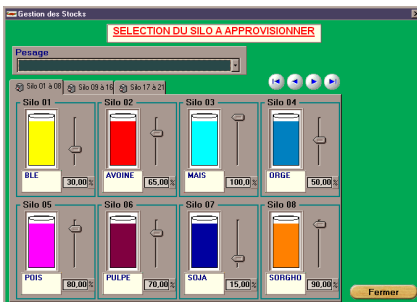 Gestion des Stocks
SELECTION DU SILO A APPROVISIONNER
Pesage
Silo 01 à 08 Silo 09 à 16 Silo 17 à 21
Silo 01 Silo 02 Silo 03 Silo 04
BLE 30,00 % AVOINE 65,00 % MAIS 100,0 % ORGE 50,00 %
Silo 05 Silo 06 Silo 07 Silo 08
POIS 80,00 % PULPE 70,00 % SOJA 15,00 % SORGHO 90,00 %
Fermer